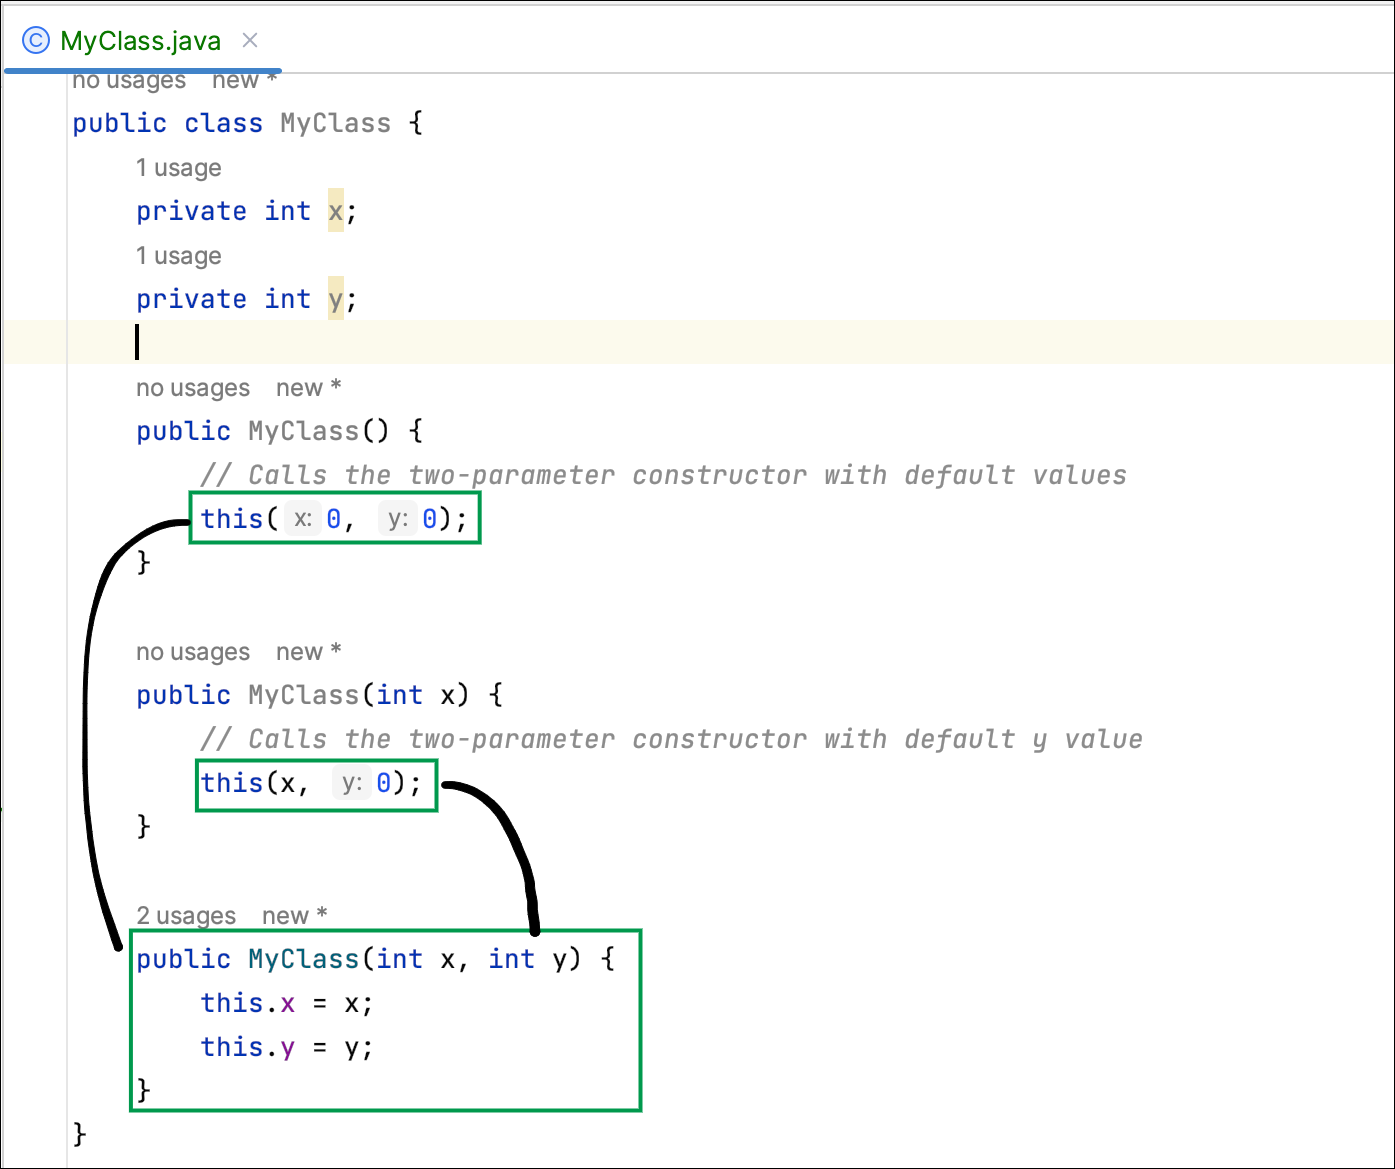 MyClass.java
no usages new *
public class MyClass {
1 usage
private int x;
1 usage
private int y;
no usages new *
public MyClass() {
// Calls the two-parameter constructor with default values
this( x: 0, y: 0);
}
no usages new *
public MyClass(int x) {
// Calls the two-parameter constructor with default y value
this(x, y: 0);
}
2 usages new *
public MyClass(int x, int y) {
this.x = x;
this.y = y;
}
}